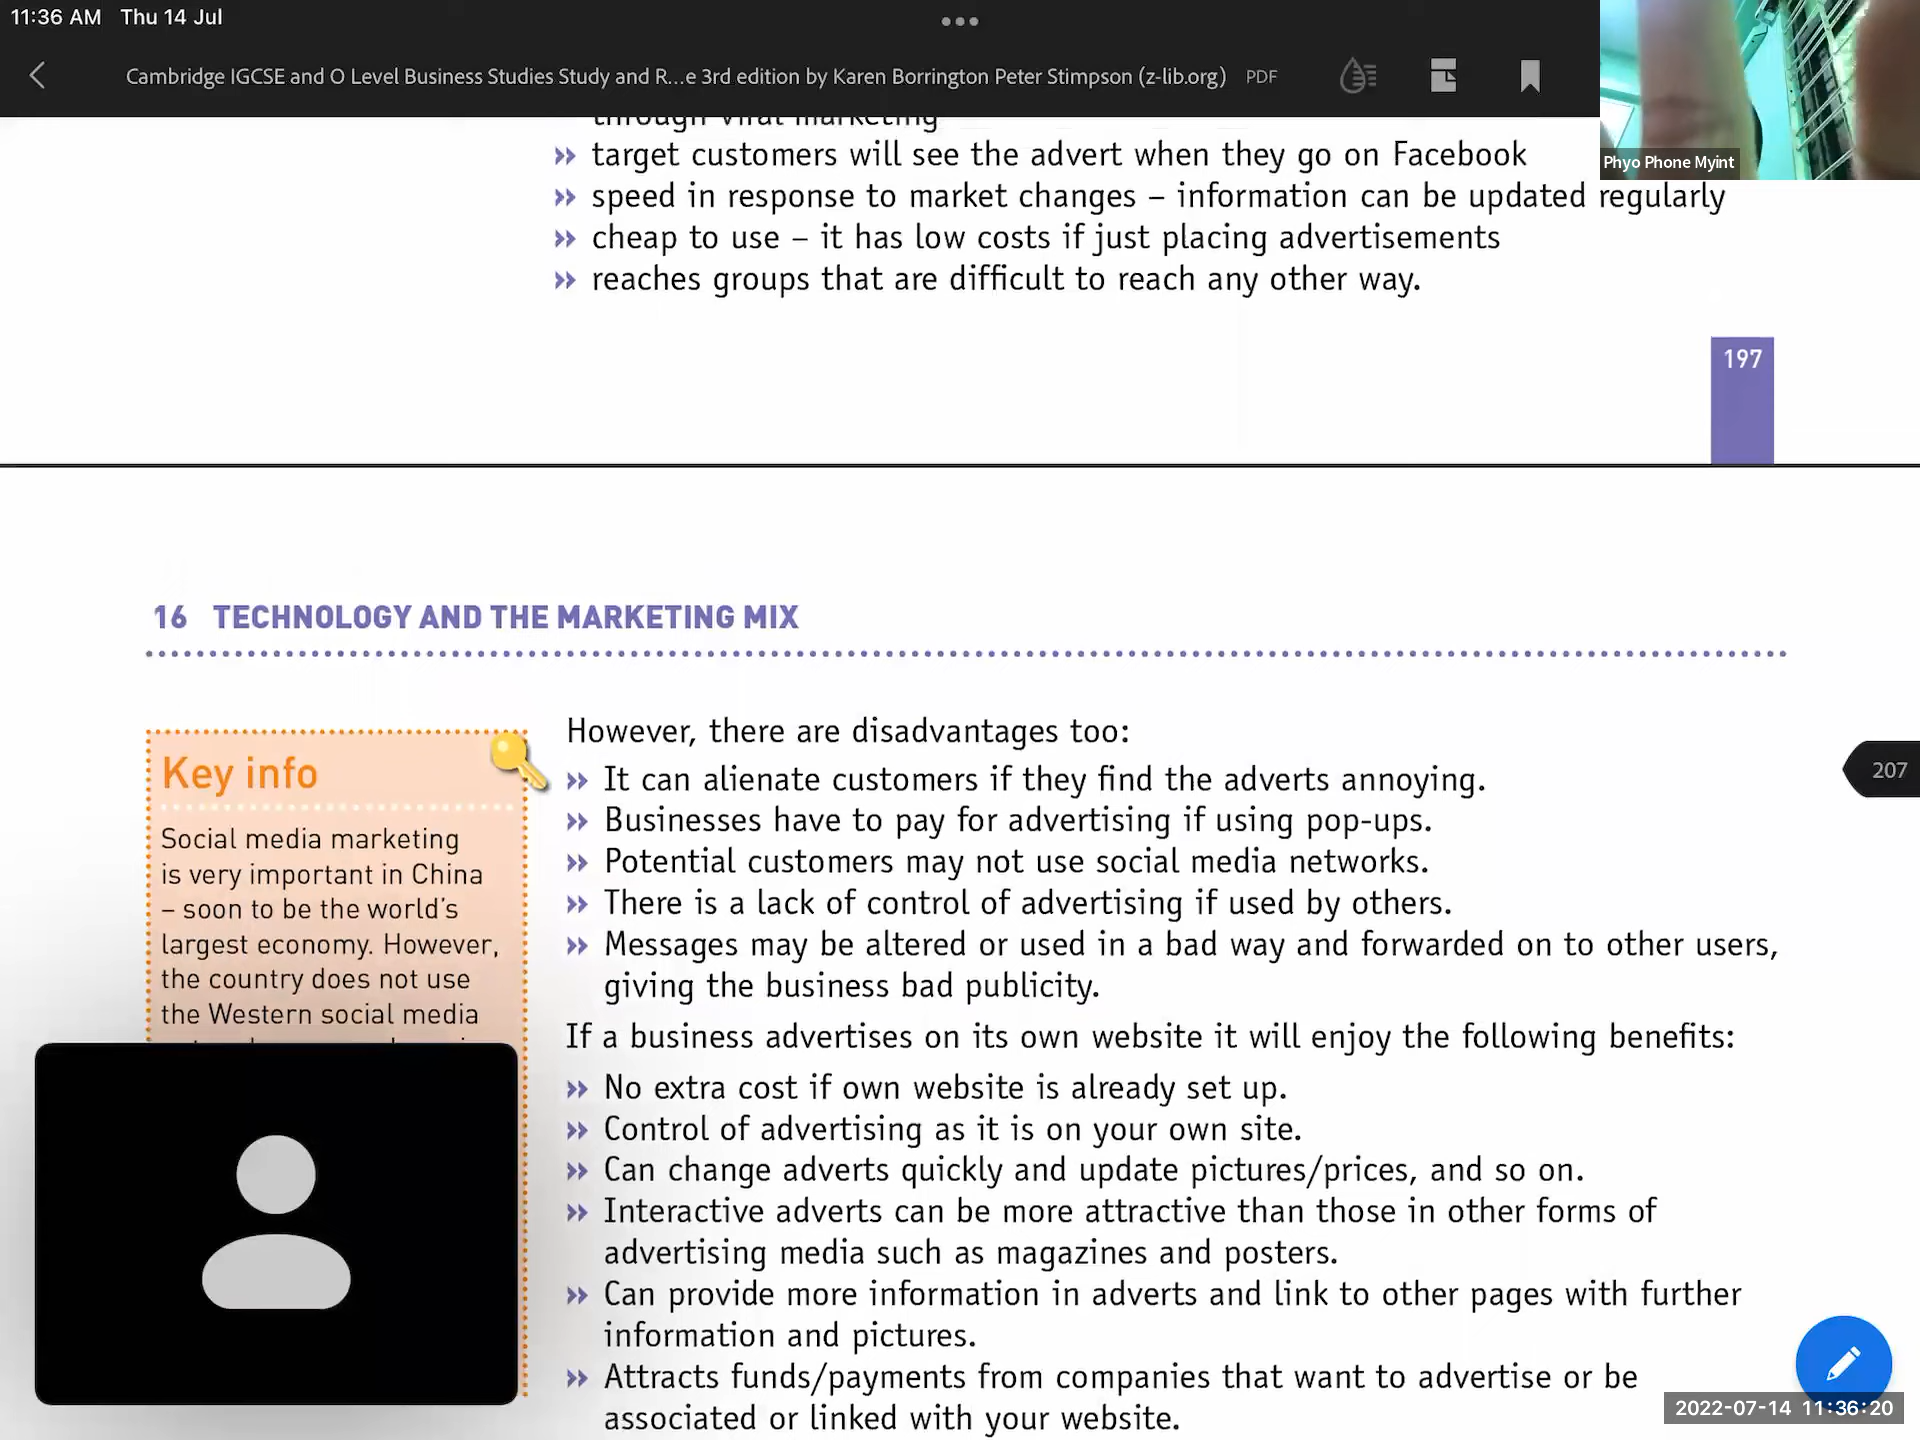 11:36 AM Thu 14 Jul
Cambridge IGCSE and O Level Business Studies Study and R...e 3rd edition by Karen Borrington Peter Stimpson (z-lib.org) PDF
Phyo Phone Myint
through viral marketing
» target customers will see the advert when they go on Facebook
» speed in response to market changes – information can be updated regularly
» cheap to use – it has low costs if just placing advertisements
» reaches groups that are difficult to reach any other way.
197
16 TECHNOLOGY AND THE MARKETING MIX
Key info
Social media marketing
is very important in China
– soon to be the world's
largest economy. However,
the country does not use
the Western social media
However, there are disadvantages too:
» It can alienate customers if they find the adverts annoying.
» Businesses have to pay for advertising if using pop-ups.
» Potential customers may not use social media networks.
» There is a lack of control of advertising if used by others.
» Messages may be altered or used in a bad way and forwarded on to other users,
giving the business bad publicity.
If a business advertises on its own website it will enjoy the following benefits:
» No extra cost if own website is already set up.
» Control of advertising as it is on your own site.
» Can change adverts quickly and update pictures/prices, and so on.
» Interactive adverts can be more attractive than those in other forms of
advertising media such as magazines and posters.
» Can provide more information in adverts and link to other pages with further
information and pictures.
» Attracts funds/payments from companies that want to advertise or be
associated or linked with your website.
207
2022-07-14 11:36:20